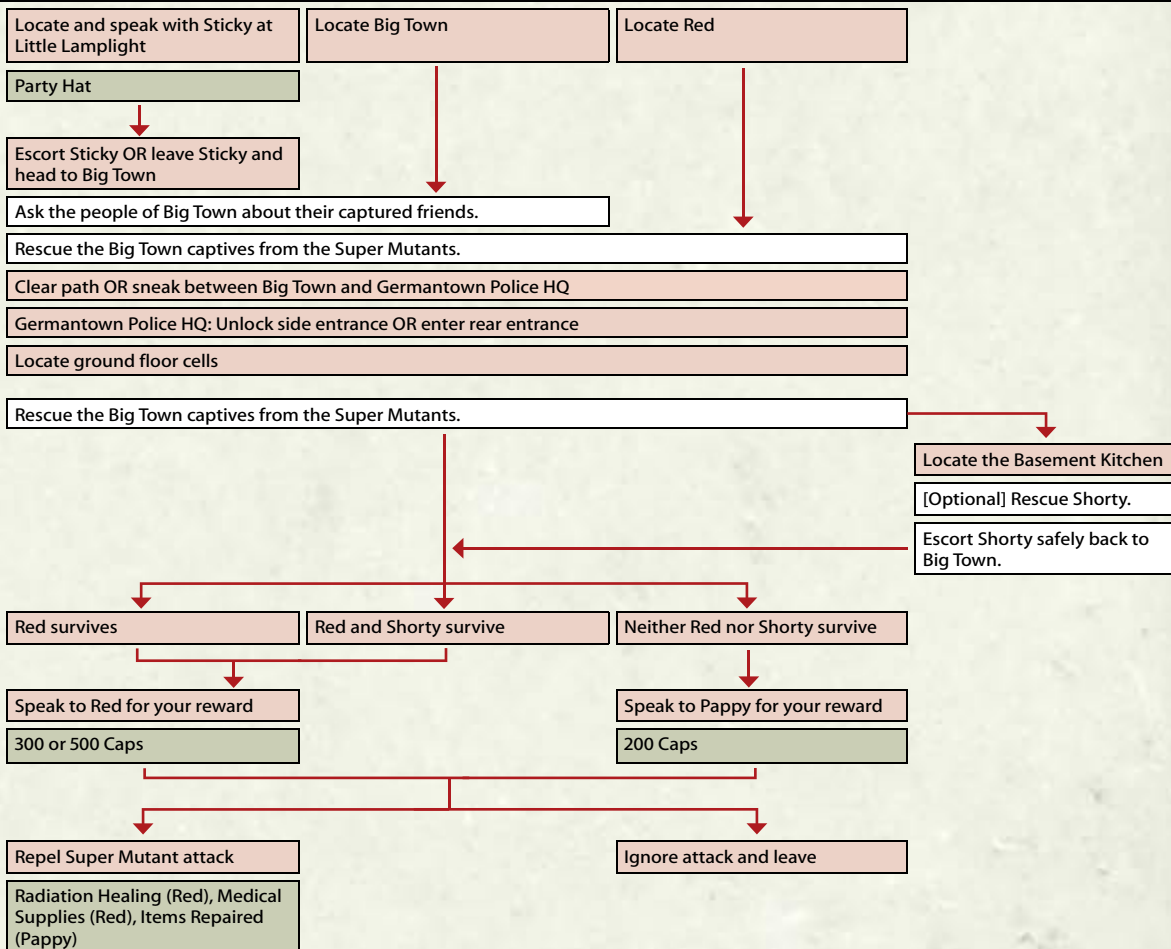 Locate and speak with Sticky at
Little Lamplight
Locate Big Town
Locate Red
Party Hat
Escort Sticky OR leave Sticky and
head to Big Town
Ask the people of Big Town about their captured friends.
Rescue the Big Town captives from the Super Mutants.
Clear path OR sneak between Big Town and Germantown Police HQ
Germantown Police HQ: Unlock side entrance OR enter rear entrance
Locate ground floor cells
Rescue the Big Town captives from the Super Mutants.
Locate the Basement Kitchen
[Optional] Rescue Shorty.
Escort Shorty safely back to
Big Town.
Red survives
Red and Shorty survive
Neither Red nor Shorty survive
Speak to Red for your reward
Speak to Pappy for your reward
300 or 500 Caps
200 Caps
Repel Super Mutant attack
Ignore attack and leave
Radiation Healing (Red), Medical
Supplies (Red), Items Repaired
(Pappy)